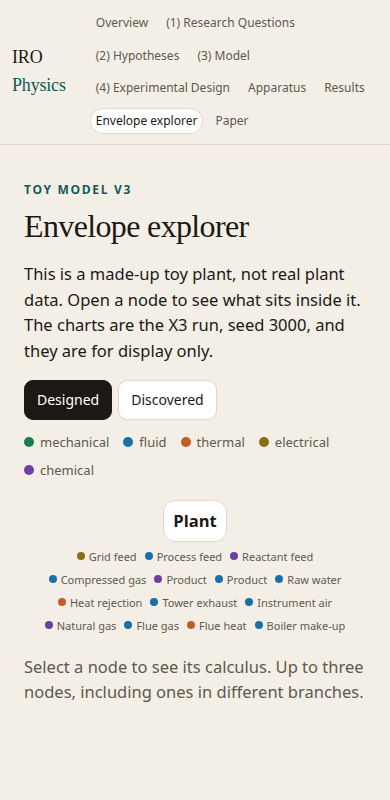 IRO
Physics
Overview (1) Research Questions
(2) Hypotheses (3) Model
(4) Experimental Design Apparatus Results
Envelope explorer Paper
TOY MODEL V3
Envelope explorer
This is a made-up toy Plant, not real plant
data. Open a node to see what sits inside it.
The charts are the X3 run, seed 3000, and
they are for display only.
Designed Discovered
mechanical fluid thermal electrical
chemical
Plant
Grid feed Process feed Reactant feed
Compressed gas Product Product Raw water
Heat rejection Tower exhaust Instrument air
Natural gas Flue gas Flue heat Boiler make-up
Select a node to see its calculus. Up to three
nodes, including ones in different branches.